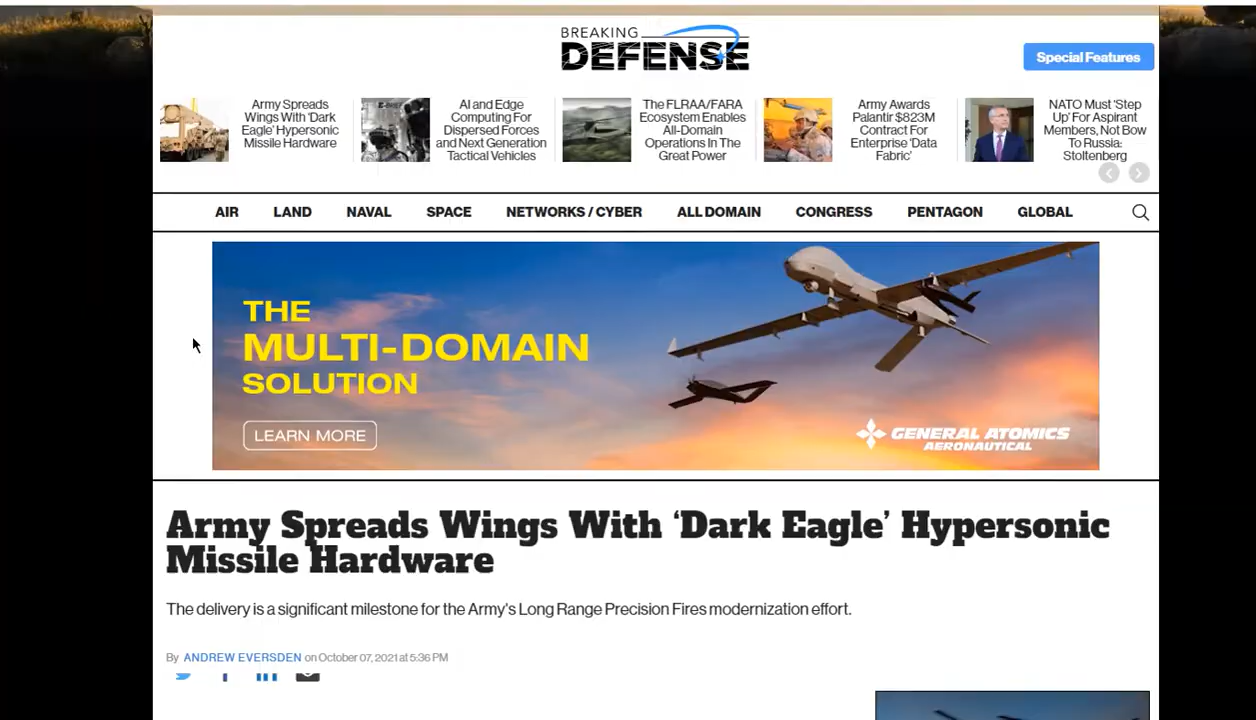 BREAKING
DEFENSE
Special Features
Army Spreads
Wings With 'Dark
Eagle' Hypersonic
Missile Hardware
AI and Edge
Computing For
Dispersed Forces
and Next Generation
Tactical Vehicles
The FLRAA/FARA
Ecosystem Enables
All-Domain
Operations In The
Great Power
Army Awards
Palantir $823M
Contract For
Enterprise 'Data
Fabric'
NATO Must 'Step
Up' For Aspirant
Members, Not Bow
To Russia:
Stoltenberg
AIR LAND NAVAL SPACE NETWORKS / CYBER ALL DOMAIN CONGRESS PENTAGON GLOBAL
THE
MULTI-DOMAIN
SOLUTION
LEARN MORE
GENERAL ATOMICS
AERONAUTICAL
Army Spreads Wings With ‘Dark Eagle’ Hypersonic
Missile Hardware
The delivery is a significant milestone for the Army's Long Range Precision Fires modernization effort.
By ANDREW EVERSDEN on October 07, 2021 at 5:36 PM